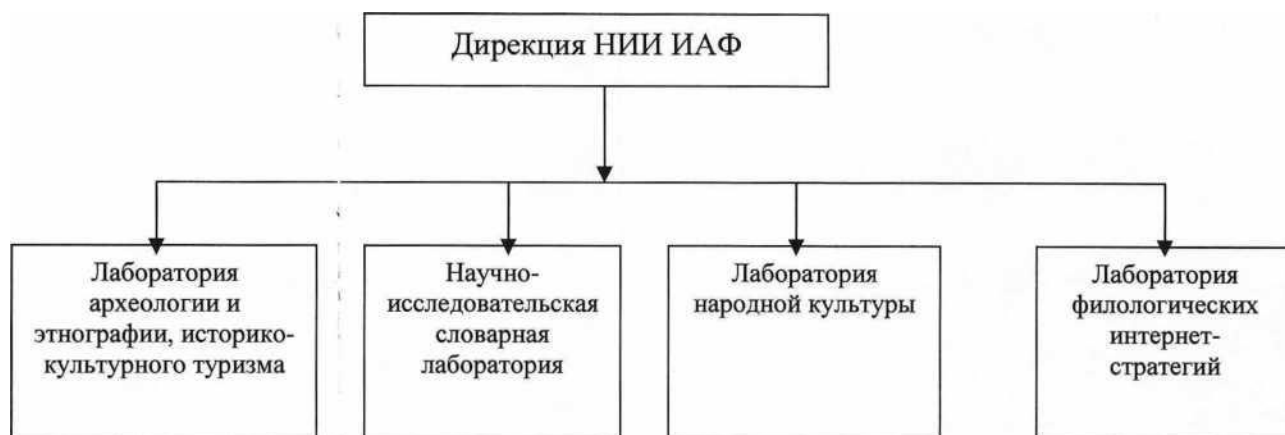 Дирекция НИИ ИАФ
Лаборатория
археологии и
этнографии, историко-
культурного туризма
Научно-
исследовательская
словарная
лаборатория
Лаборатория
народной культуры
Лаборатория
филологических
интернет-
стратегий